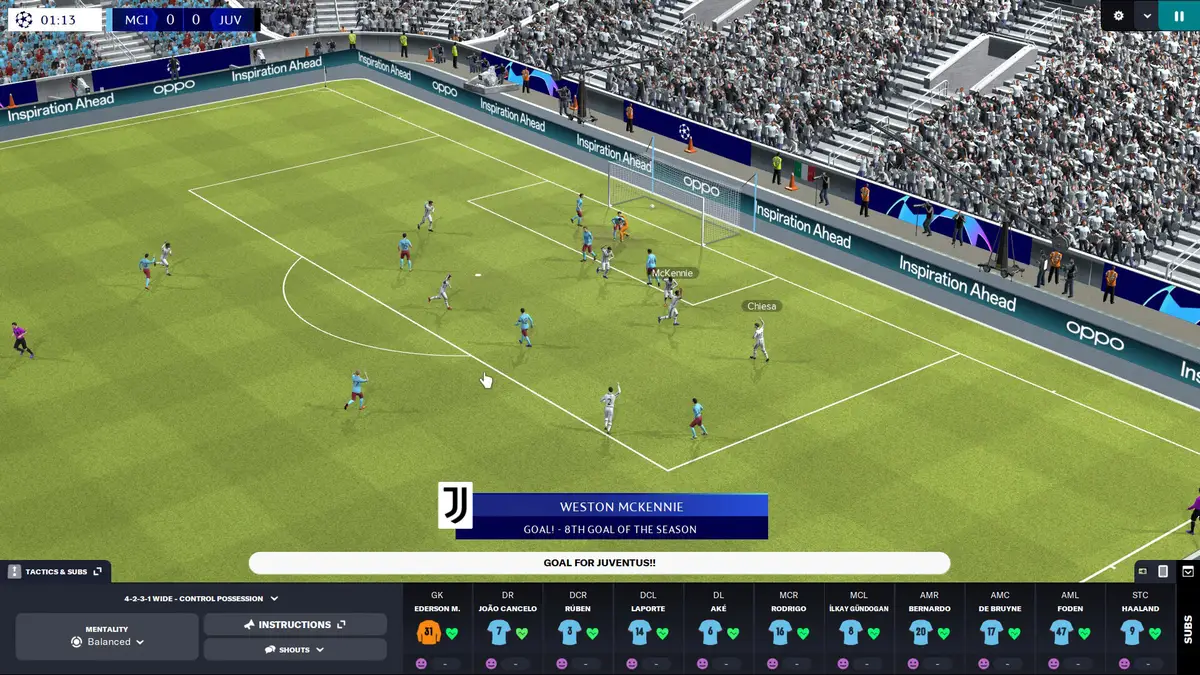 01:13
MCI 0 0 JUV
Inspiration Ahead
oppo
Inspiration Ahead
Inspiration Ahead
oppo
Inspiration Ahead
Inspiration Ahead
oppo
Inspiration Ahead
Inspiration Ahead
oppo
Ins
McKennie
Chiesa
2
WESTON MCKENNIE
GOAL! - 8TH GOAL OF THE SEASON
GOAL FOR JUVENTUS!!
TACTICS & SUBS
4-2-3-1 WIDE - CONTROL POSSESSION
MENTALITY
Balanced
INSTRUCTIONS
SHOUTS
GK DR DCR DCL DL MCR MCL AMR AMC AML STC
EDERSON M. JOÃO CANCELO RÚBEN LAPORTE AKÉ RODRIGO İLKAY GÜNDOGAN BERNARDO DE BRUYNE FODEN HAALAND
31 7 3 14 6 16 8 20 17 47 9
- - - - - - - - - - -
SUBS